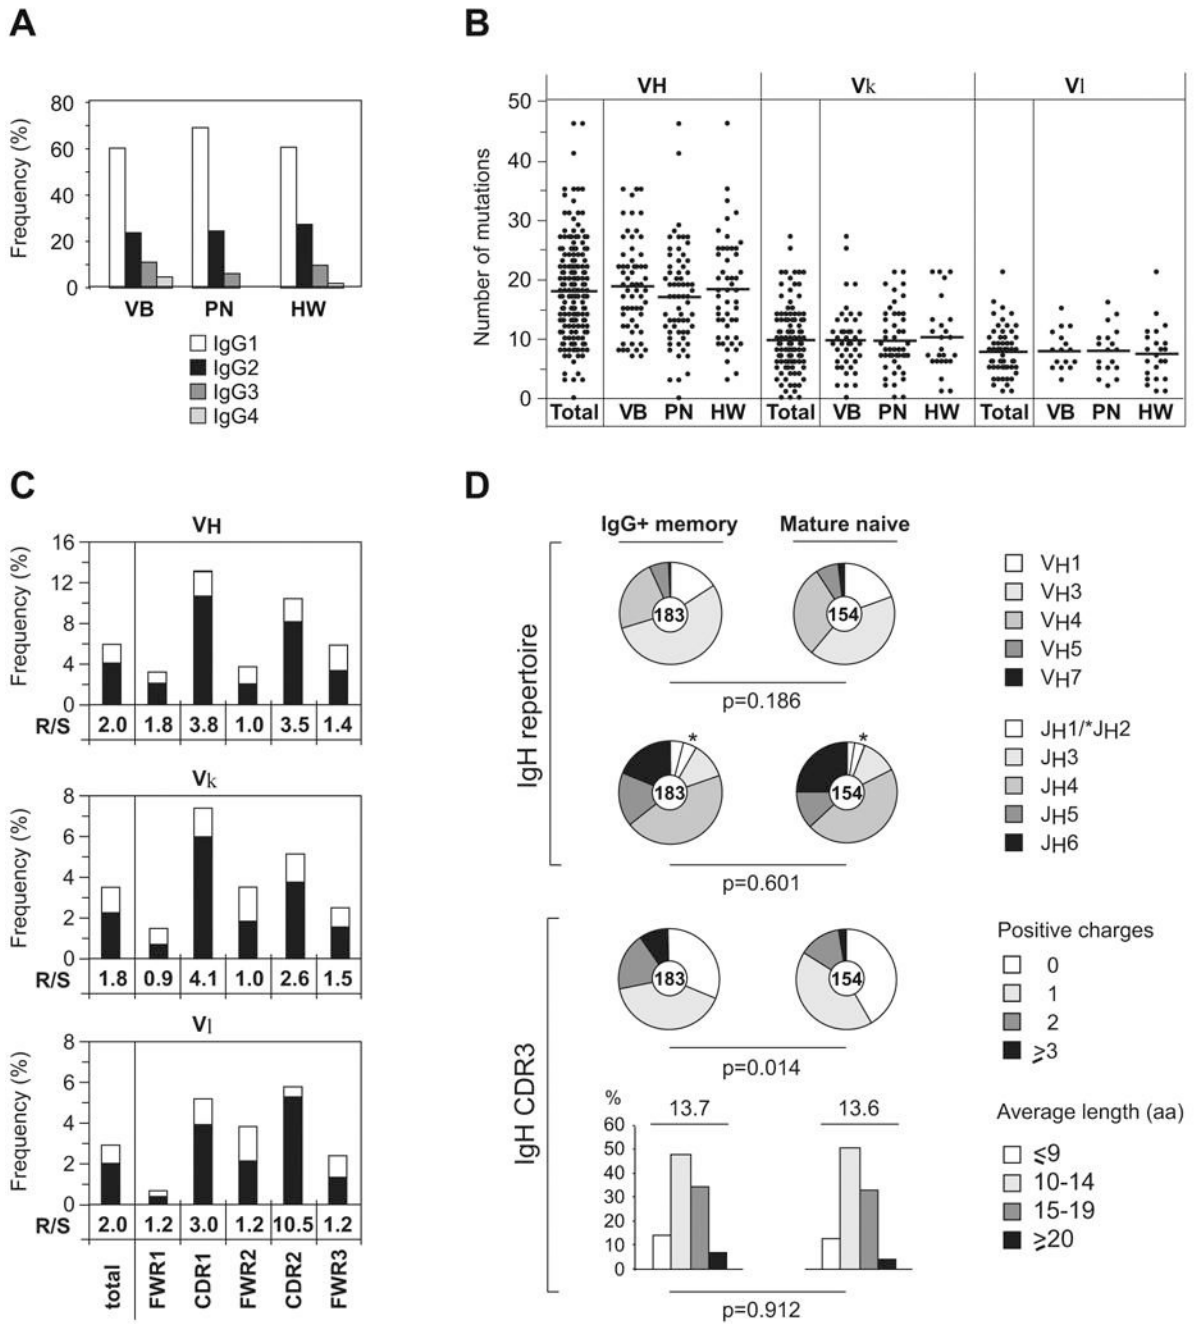 A
Frequency (%)
80
60
40
20
0
VB PN HW
IgG1
IgG2
IgG3
IgG4
B
VH Vk Vl
Number of mutations
50
40
30
20
10
0
Total VB PN HW Total VB PN HW Total VB PN HW
C
VH
Frequency (%)
16
12
8
4
0
R/S 2.0 1.8 3.8 1.0 3.5 1.4
Vk
Frequency (%)
8
6
4
2
0
R/S 1.8 0.9 4.1 1.0 2.6 1.5
Vl
Frequency (%)
8
6
4
2
0
R/S 2.0 1.2 3.0 1.2 10.5 1.2
total FWR1 CDR1 FWR2 CDR2 FWR3
D
IgG+ memory Mature naive
IgH repertoire
183 154
p=0.186
VH1
VH3
VH4
VH5
VH7
* *
183 154
p=0.601
JH1/*JH2
JH3
JH4
JH5
JH6
IgH CDR3
183 154
p=0.014
Positive charges
0
1
2
⩾3
%
13.7 13.6
60
50
40
30
20
10
0
p=0.912
Average length (aa)
⩽9
10-14
15-19
⩾20